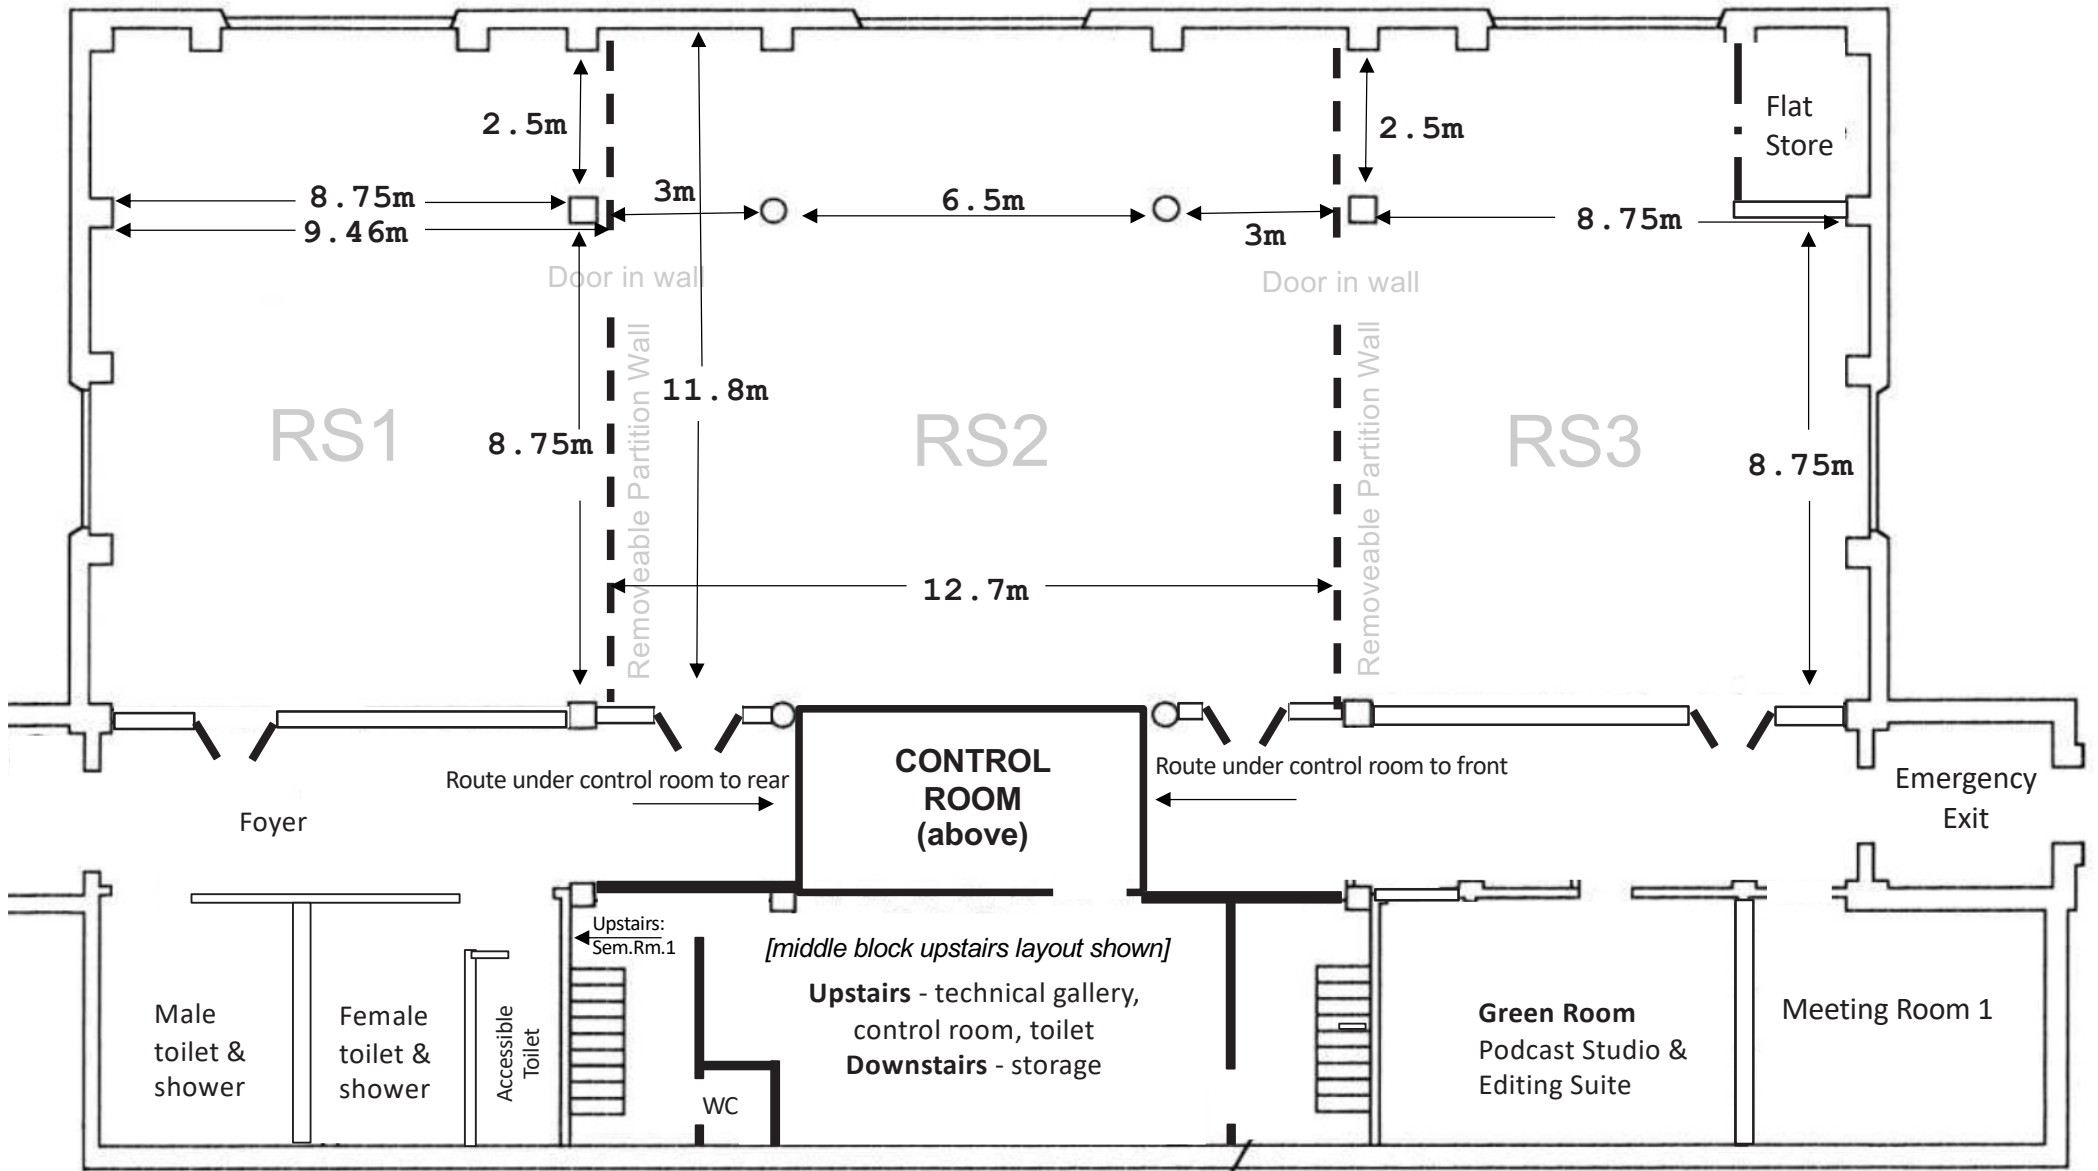 2.5m
2.5m
Flat
Store
8.75m
3m
6.5m
8.75m
9.46m
3m
Door in wall
Door in wall
Removeable Partition Wall
11.8m
Removeable Partition Wall
RS1
8.75m
RS2
RS3
8.75m
12.7m
CONTROL
ROOM
(above)
Route under control room to rear
Route under control room to front
Emergency
Exit
Foyer
Upstairs:
Sem.Rm.1
[middle block upstairs layout shown]
Upstairs - technical gallery,
control room, toilet
Downstairs - storage
Male
toilet &
shower
Female
toilet &
shower
Accessible
Toilet
WC
Green Room
Podcast Studio &
Editing Suite
Meeting Room 1